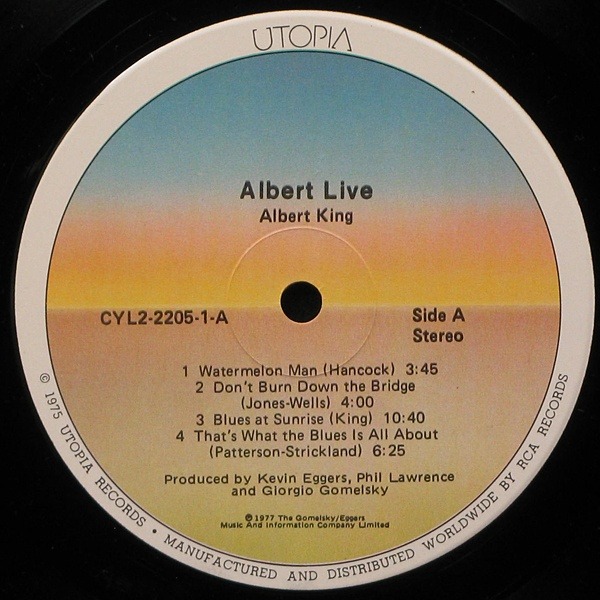 UTOPIA
Albert Live
Albert King
CYL2-2205-1-A
Side A
Stereo
1 Watermelon Man (Hancock) 3:45
2 Don't Burn Down the Bridge
(Jones-Wells) 4:00
3 Blues at Sunrise (King) 10:40
4 That's What the Blues Is All About
(Patterson-Strickland) 6:25
Produced by Kevin Eggers, Phil Lawrence
and Giorgio Gomelsky
℗ 1977 The Gomelsky/Eggers
Music And Information Company Limited
© 1975 UTOPIA RECORDS • MANUFACTURED AND DISTRIBUTED WORLDWIDE BY RCA RECORDS